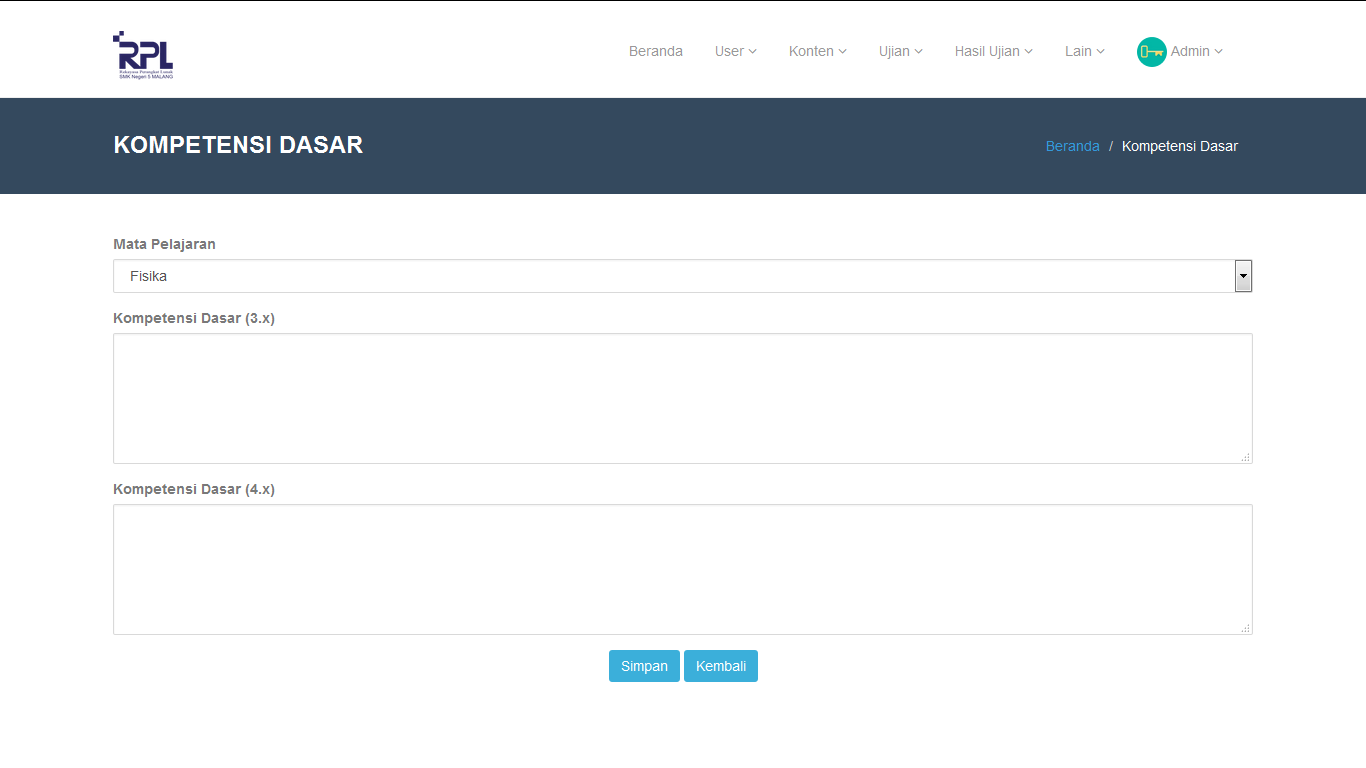 RPL
Rekayasa Perangkat Lunak
SMK Negeri 5 MALANG
Beranda User Konten Ujian Hasil Ujian Lain Admin
KOMPETENSI DASAR
Beranda / Kompetensi Dasar
Mata Pelajaran
Fisika
Kompetensi Dasar (3.x)
Kompetensi Dasar (4.x)
Simpan Kembali